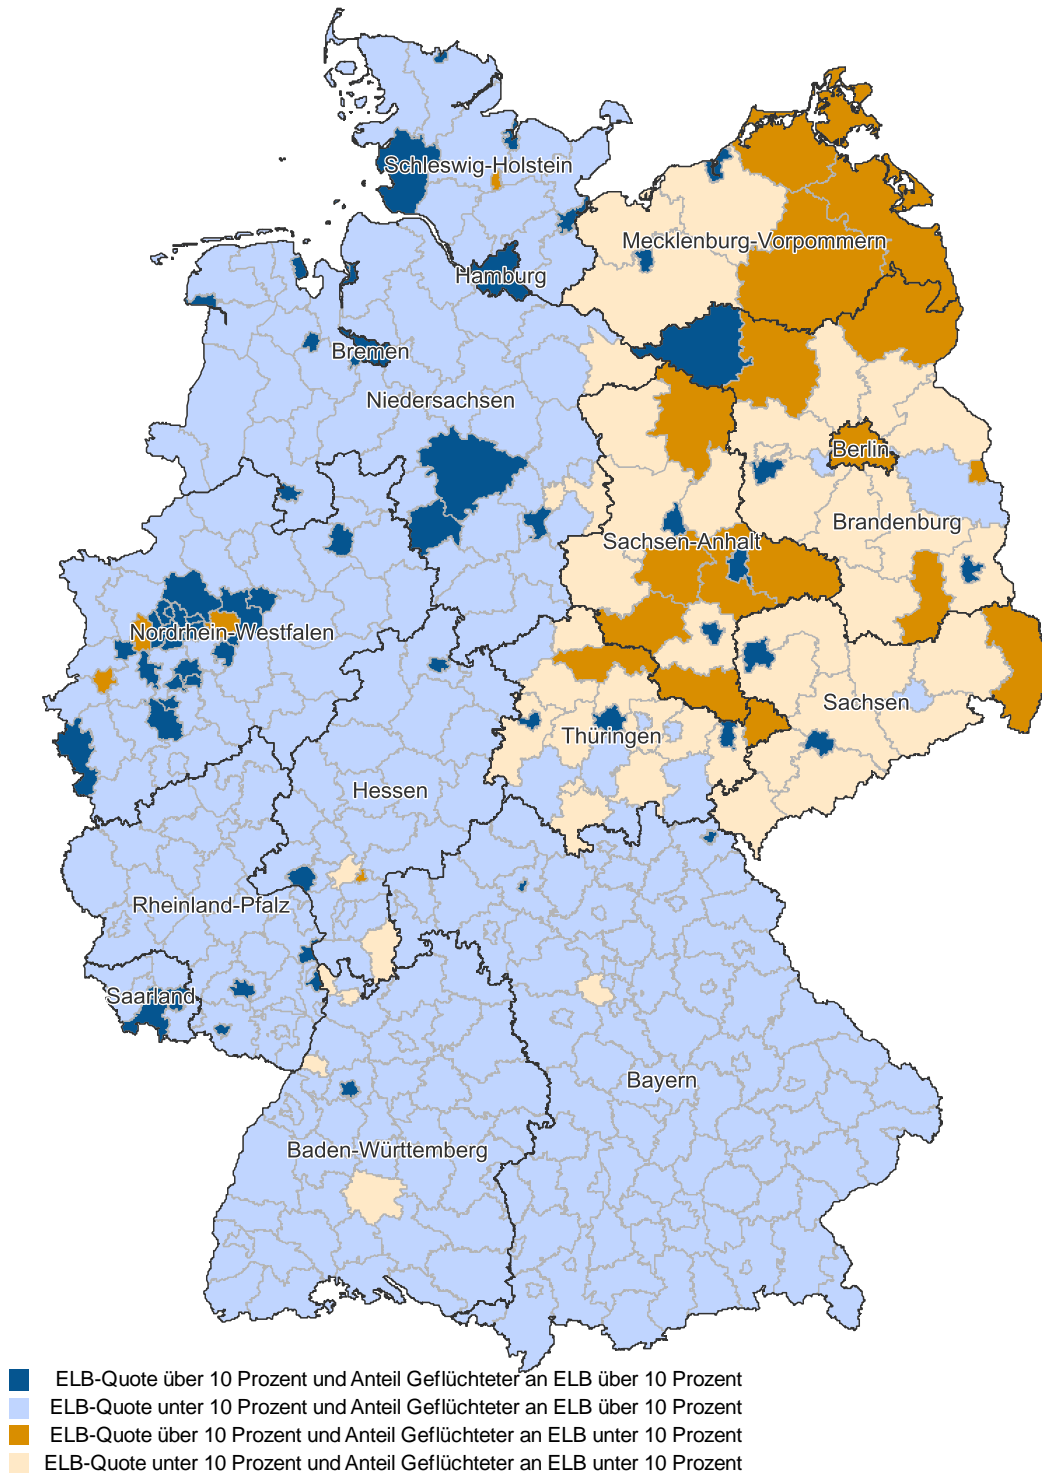 Schleswig-Holstein
Mecklenburg-Vorpommern
Hamburg
Bremen
Niedersachsen
Berlin
Brandenburg
Sachsen-Anhalt
Nordrhein-Westfalen
Sachsen
Thüringen
Hessen
Rheinland-Pfalz
Saarland
Bayern
Baden-Württemberg
ELB-Quote über 10 Prozent und Anteil Geflüchteter an ELB über 10 Prozent
ELB-Quote unter 10 Prozent und Anteil Geflüchteter an ELB über 10 Prozent
ELB-Quote über 10 Prozent und Anteil Geflüchteter an ELB unter 10 Prozent
ELB-Quote unter 10 Prozent und Anteil Geflüchteter an ELB unter 10 Prozent